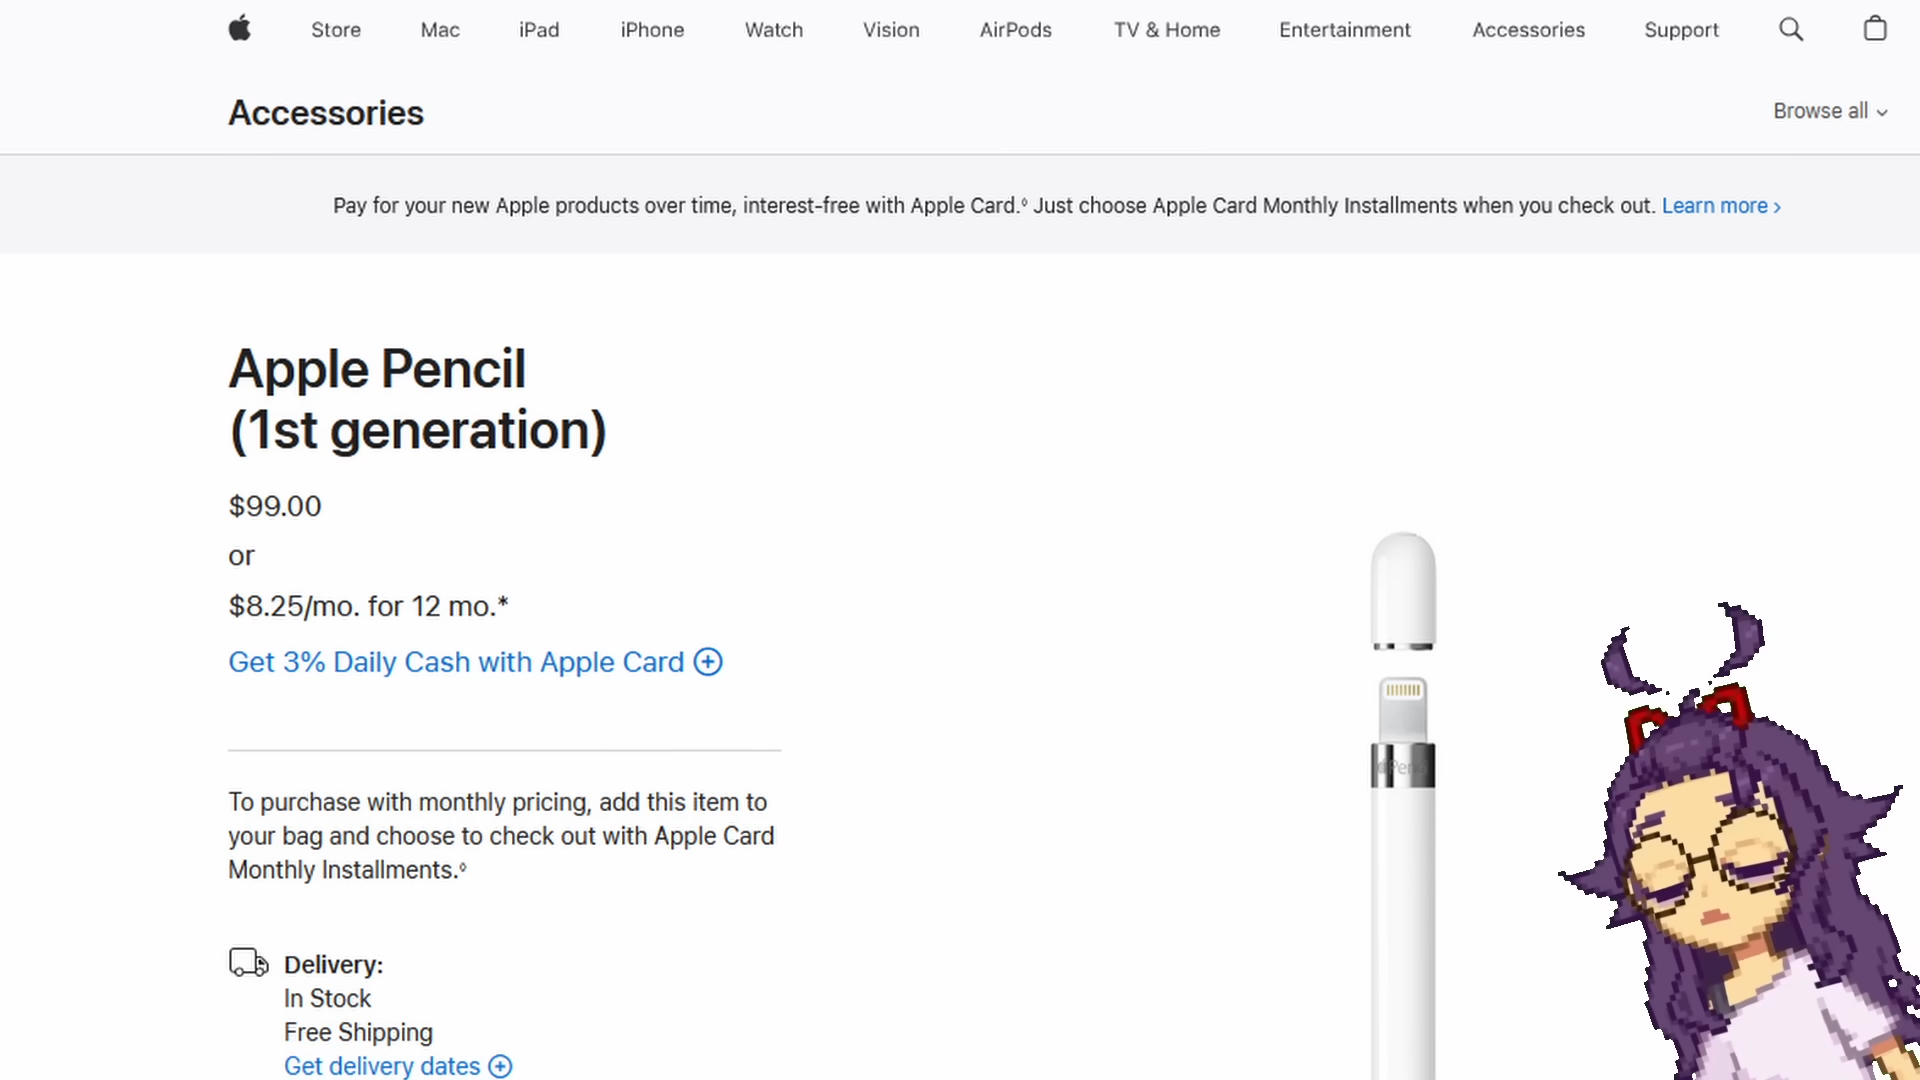 Store Mac iPad iPhone Watch Vision AirPods TV & Home Entertainment Accessories Support
Accessories
Browse all
Pay for your new Apple products over time, interest-free with Apple Card.◊ Just choose Apple Card Monthly Installments when you check out. Learn more ›
Apple Pencil
(1st generation)
$99.00
or
$8.25/mo. for 12 mo.*
Get 3% Daily Cash with Apple Card
To purchase with monthly pricing, add this item to
your bag and choose to check out with Apple Card
Monthly Installments.◊
Delivery:
In Stock
Free Shipping
Get delivery dates